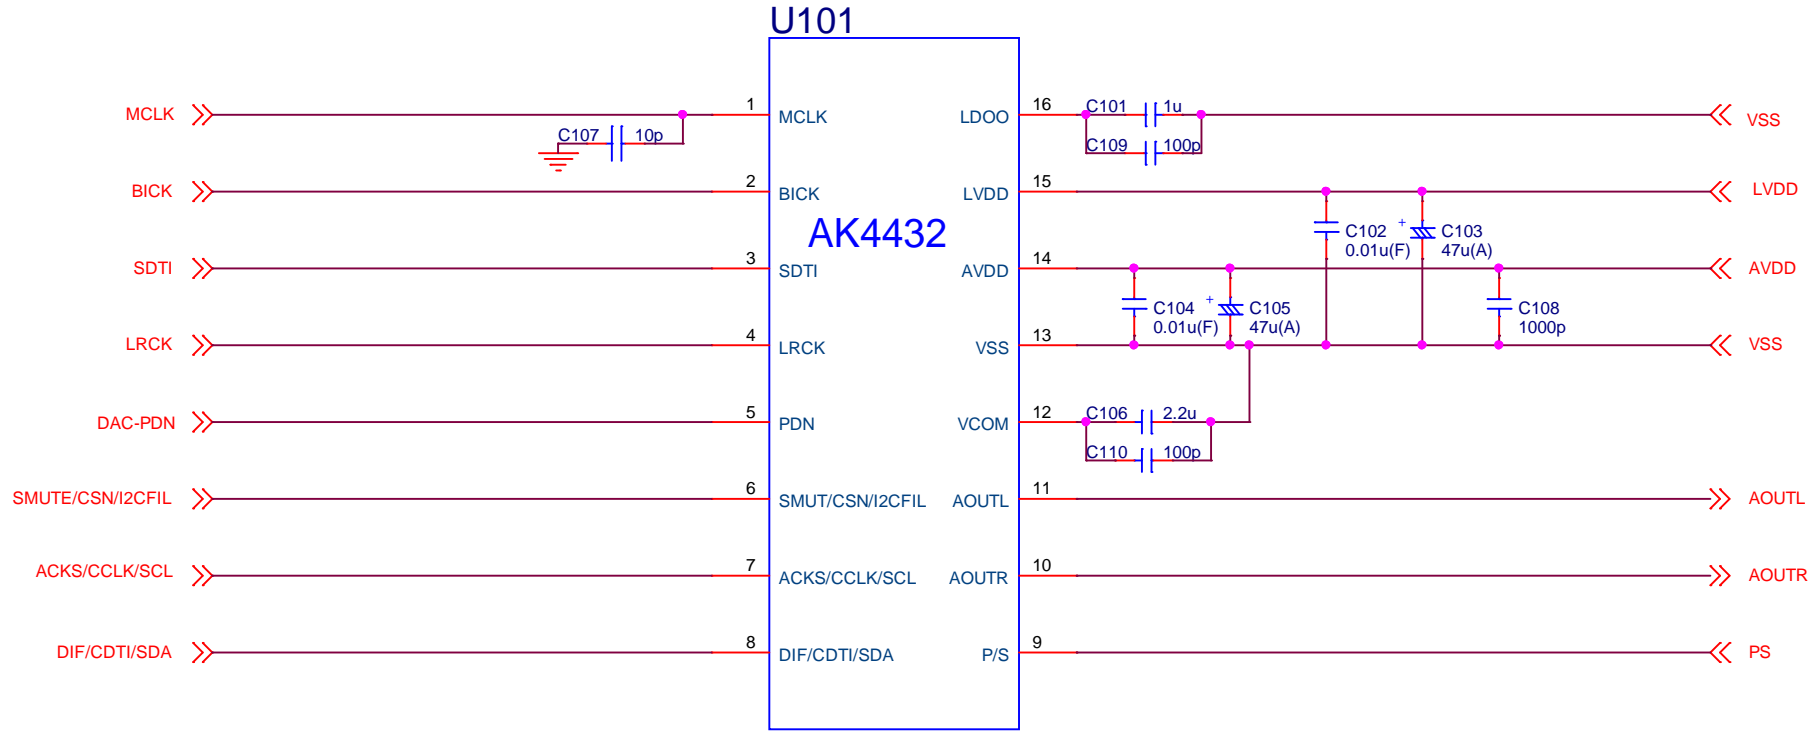 U101
MCLK
1
MCLK
LDOO
16
C101
1u
VSS
C107
10p
C109
100p
BICK
2
BICK
LVDD
15
LVDD
AK4432
C102
0.01u(F)
+
C103
47u(A)
SDTI
3
SDTI
AVDD
14
AVDD
C104
0.01u(F)
+
C105
47u(A)
C108
1000p
LRCK
4
LRCK
VSS
13
VSS
DAC-PDN
5
PDN
VCOM
12
C106
2.2u
C110
100p
SMUTE/CSN/I2CFIL
6
SMUT/CSN/I2CFIL
AOUTL
11
AOUTL
ACKS/CCLK/SCL
7
ACKS/CCLK/SCL
AOUTR
10
AOUTR
DIF/CDTI/SDA
8
DIF/CDTI/SDA
P/S
9
PS